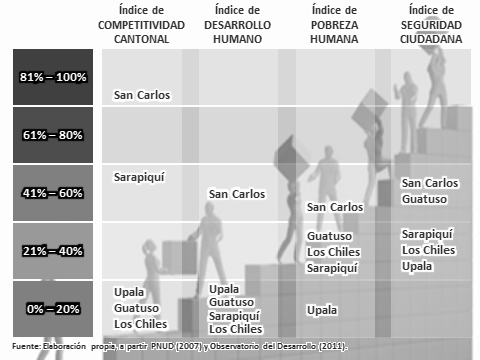 Índice de COMPETITIVIDAD CANTONAL
Índice de DESARROLLO HUMANO
Índice de POBREZA HUMANA
Índice de SEGURIDAD CIUDADANA
81% – 100%
San Carlos
61% – 80%
41% – 60%
Sarapiquí
San Carlos
San Carlos
San Carlos
Guatuso
21% – 40%
Guatuso
Los Chiles
Sarapiquí
Sarapiquí
Los Chiles
Upala
0% – 20%
Upala
Guatuso
Los Chiles
Upala
Guatuso
Sarapiquí
Los Chiles
Upala
Fuente: Elaboración propia, a partir PNUD (2007) y Observatorio del Desarrollo (2011).